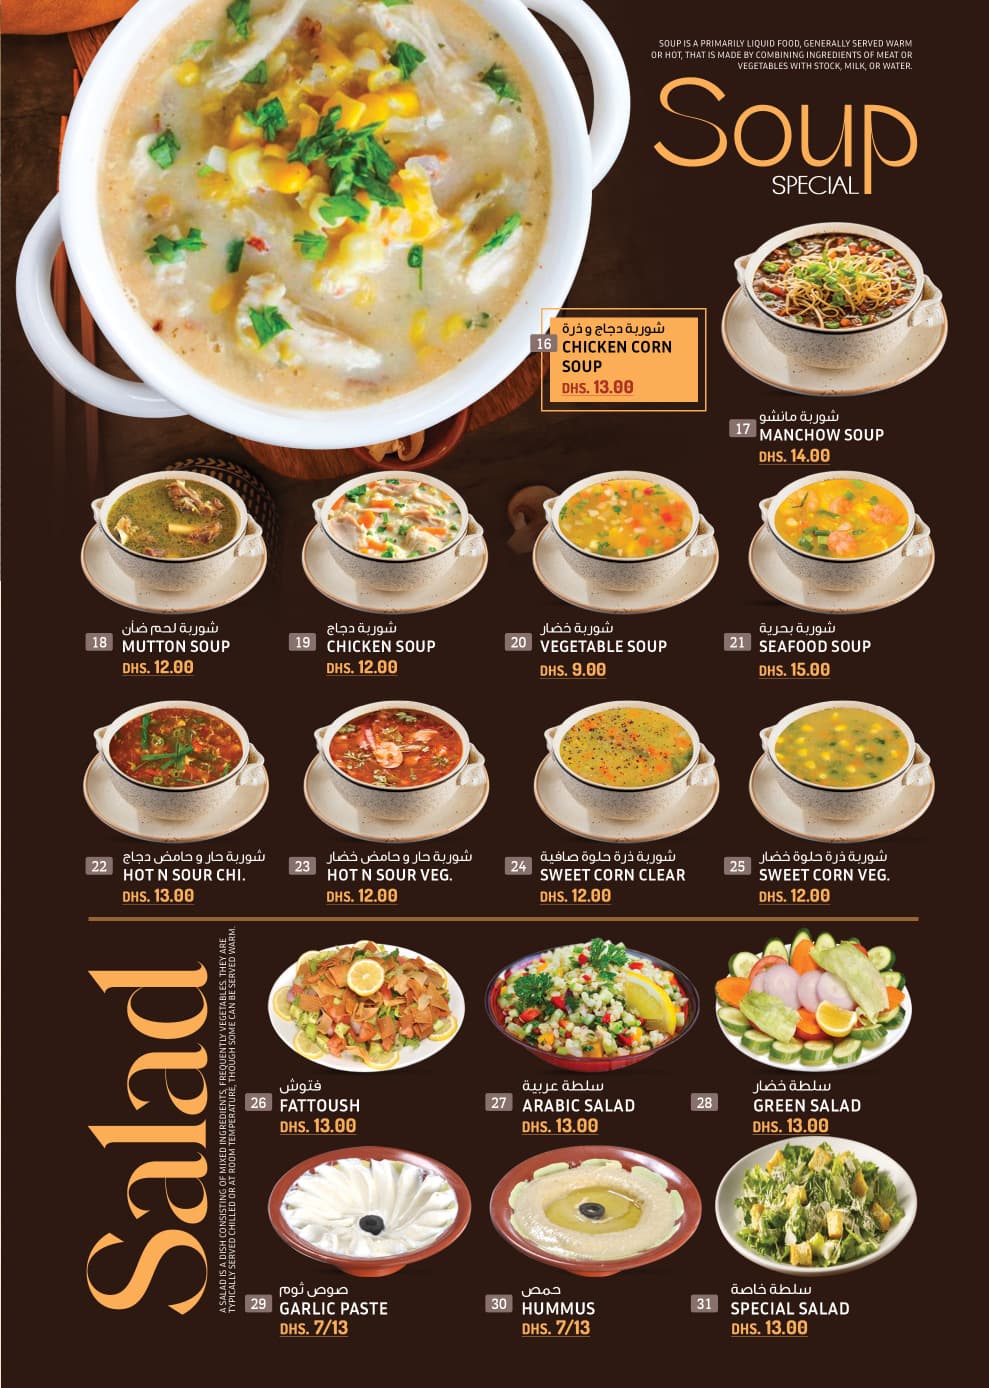 SOUP IS A PRIMARILY LIQUID FOOD, GENERALLY SERVED WARM
OR HOT, THAT IS MADE BY COMBINING INGREDIENTS OF MEAT OR
VEGETABLES WITH STOCK, MILK, OR WATER.
Soup
SPECIAL
16
شوربة دجاج و ذرة
CHICKEN CORN
SOUP
DHS. 13.00
17
شوربة مانشو
MANCHOW SOUP
DHS. 14.00
18
شوربة لحم ضأن
MUTTON SOUP
DHS. 12.00
19
شوربة دجاج
CHICKEN SOUP
DHS. 12.00
20
شوربة خضار
VEGETABLE SOUP
DHS. 9.00
21
شوربة بحرية
SEAFOOD SOUP
DHS. 15.00
22
شوربة حار و حامض دجاج
HOT N SOUR CHI.
DHS. 13.00
23
شوربة حار و حامض خضار
HOT N SOUR VEG.
DHS. 12.00
24
شوربة ذرة حلوة صافية
SWEET CORN CLEAR
DHS. 12.00
25
شوربة ذرة حلوة خضار
SWEET CORN VEG.
DHS. 12.00
Salad
A SALAD IS A DISH CONSISTING OF MIXED INGREDIENTS, FREQUENTLY VEGETABLES. THEY ARE
TYPICALLY SERVED CHILLED OR AT ROOM TEMPERATURE, THOUGH SOME CAN BE SERVED WARM.
26
فتوش
FATTOUSH
DHS. 13.00
27
سلطة عربية
ARABIC SALAD
DHS. 13.00
28
سلطة خضار
GREEN SALAD
DHS. 13.00
29
صوص ثوم
GARLIC PASTE
DHS. 7/13
30
حمص
HUMMUS
DHS. 7/13
31
سلطة خاصة
SPECIAL SALAD
DHS. 13.00